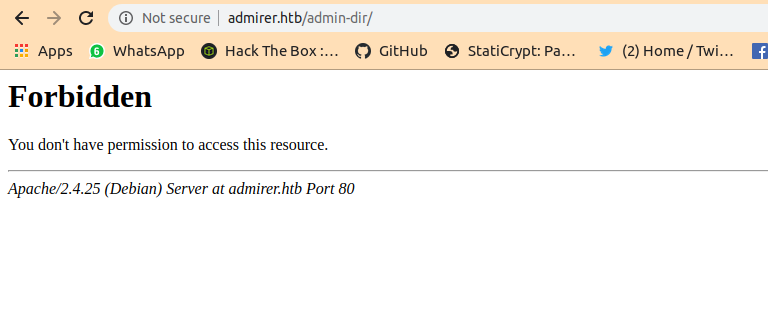 Not secure | admirer.htb/admin-dir/
Apps WhatsApp Hack The Box :... GitHub StatiCrypt: Pa... (2) Home / Twi...
Forbidden
You don't have permission to access this resource.
Apache/2.4.25 (Debian) Server at admirer.htb Port 80